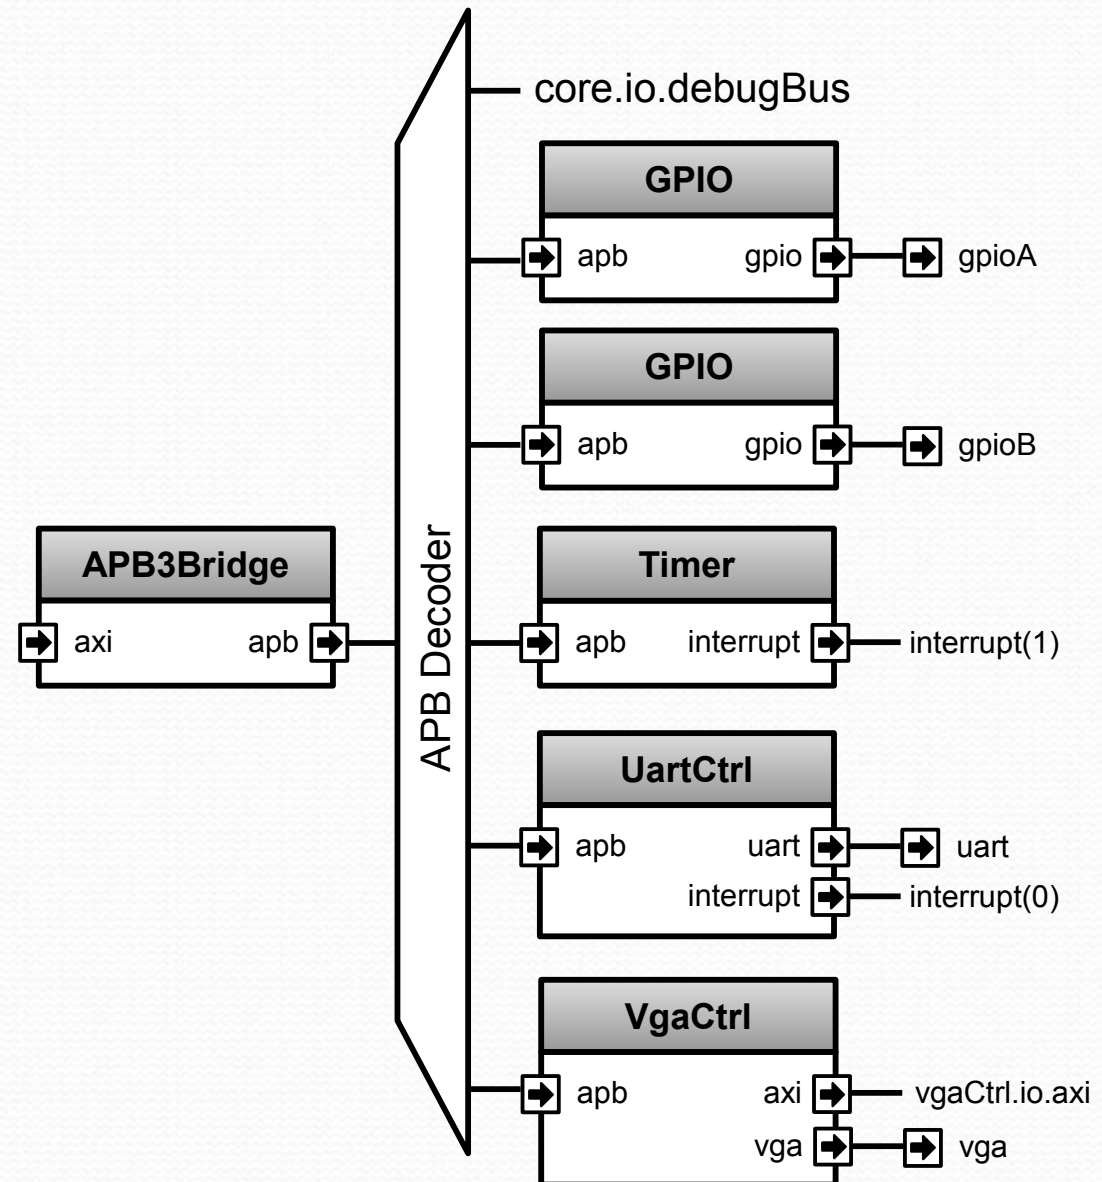 core.io.debugBus
GPIO
apb gpio gpioA
GPIO
apb gpio gpioB
APB3Bridge
axi apb
APB Decoder
Timer
apb interrupt interrupt(1)
UartCtrl
apb uart uart
interrupt interrupt(0)
VgaCtrl
apb axi vgaCtrl.io.axi
vga vga